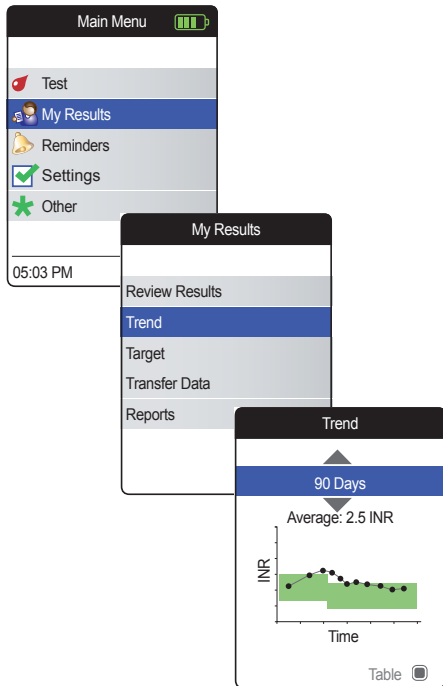 Main Menu
Test
My Results
Reminders
Settings
Other
05:03 PM
My Results
Review Results
Trend
Target
Transfer Data
Reports
Trend
90 Days
Average: 2.5 INR
INR
Time
Table